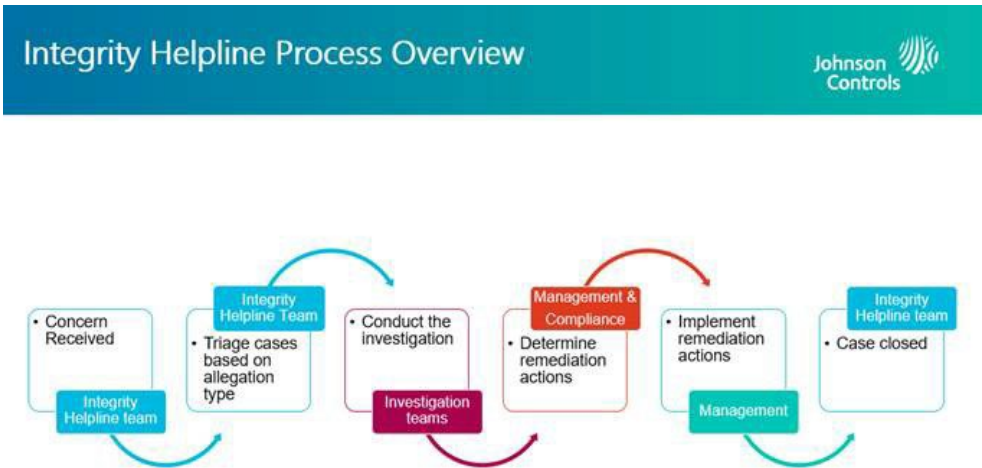 Integrity Helpline Process Overview
Johnson
Controls
• Concern
Received
Integrity
Helpline team
Integrity
Helpline Team
• Triage cases
based on
allegation
type
• Conduct the
investigation
Investigation
teams
Management &
Compliance
• Determine
remediation
actions
• Implement
remediation
actions
Management
Integrity
Helpline team
• Case closed